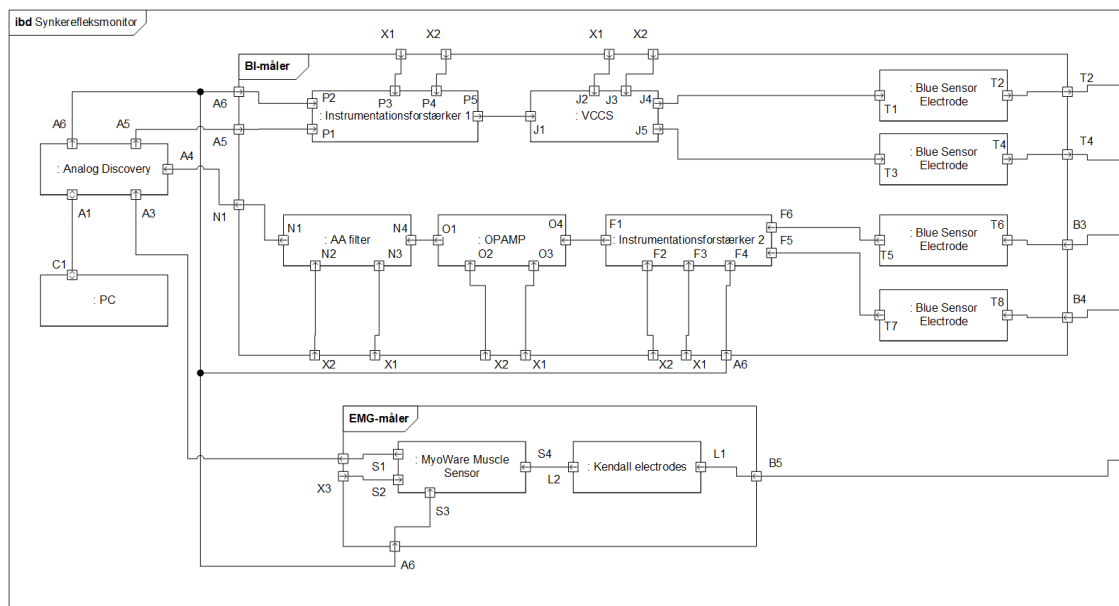 ibd Synkerefleksmonitor
X1
X2
X1
X2
BI-måler
T2
A6
P2
P3
P4
P5
: Instrumentationsforstærker 1
P1
J2
J3
J4
: VCCS
J1
J5
: Blue Sensor
Electrode
T2
T1
A6
A5
A5
: Blue Sensor
Electrode
T4
T3
T4
A4
: Analog Discovery
N1
A1
A3
C1
: PC
N1
N4
: AA filter
N2
N3
O1
O4
: OPAMP
O2
O3
F1
: Instrumentationsforstærker 2
F2
F3
F4
F6
F5
: Blue Sensor
Electrode
T6
T5
B3
: Blue Sensor
Electrode
T8
T7
B4
X2
X1
X2
X1
X2
X1
A6
EMG-måler
: MyoWare Muscle
Sensor
S1
S2
S3
S4
L2
: Kendall electrodes
L1
B5
X3
A6